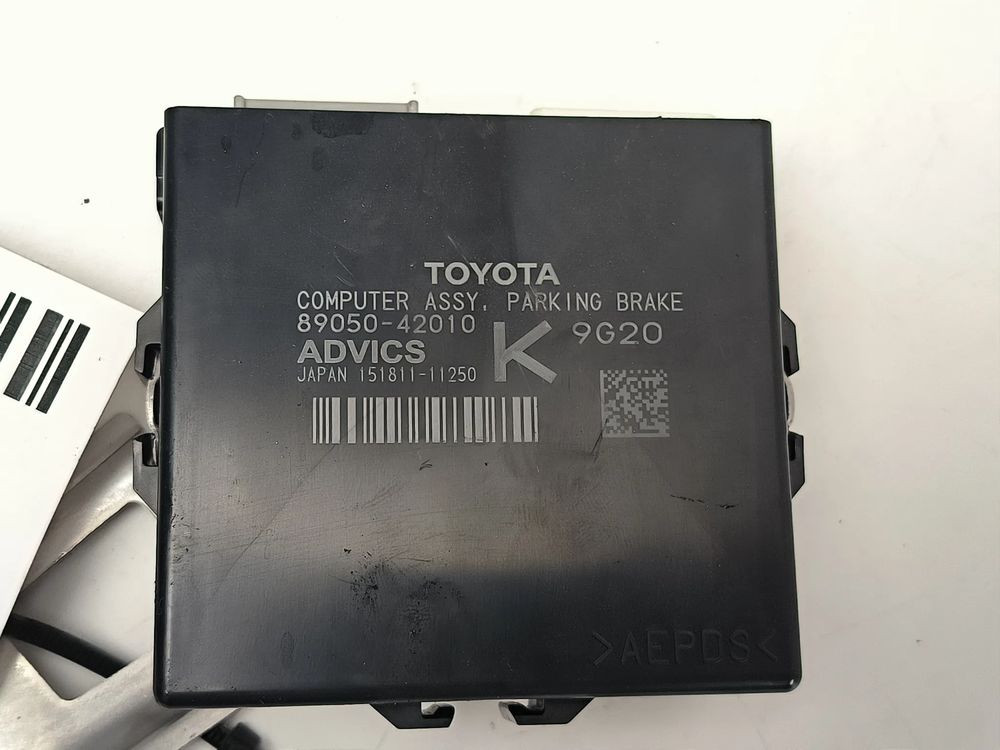 TOYOTA
COMPUTER ASSY, PARKING BRAKE
89050-42010
K
9G20
ADVICS
JAPAN 151811-11250
>AEPDS<